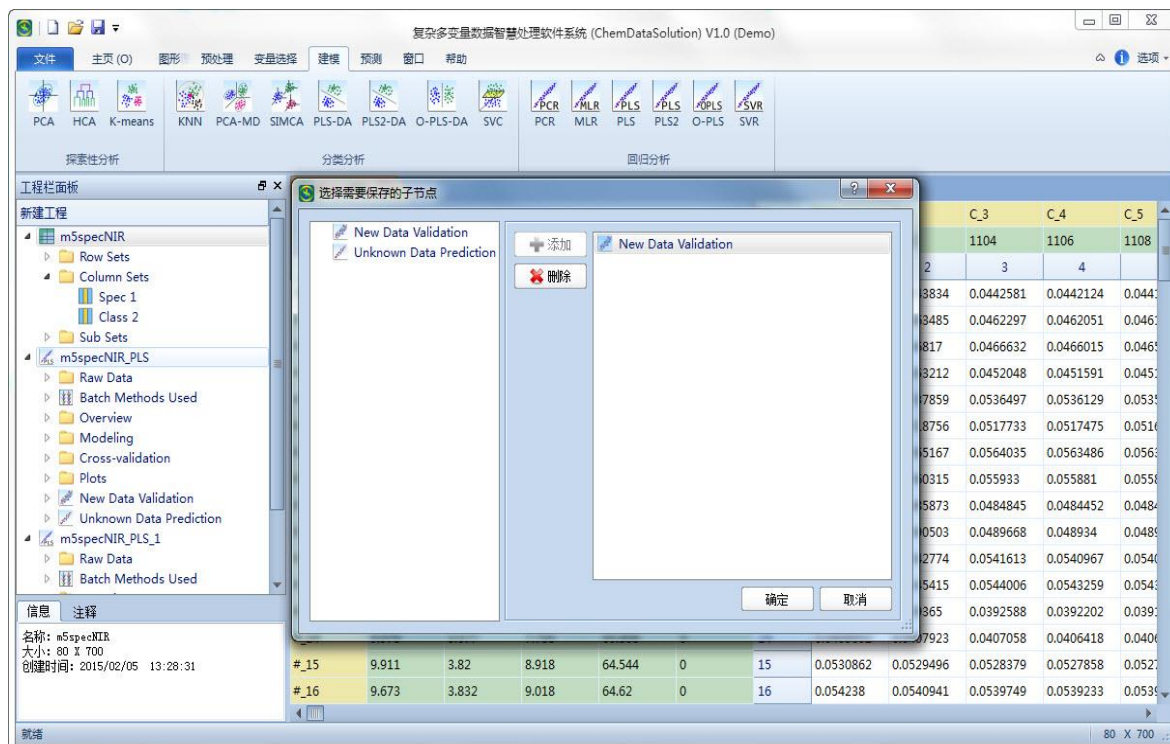 复杂多变量数据智慧处理软件系统 (ChemDataSolution) V1.0 (Demo)
文件 主页 (O) 图形 预处理 变量选择 建模 预测 窗口 帮助 选项
PCA HCA K-means KNN PCA-MD SIMCA PLS-DA PLS2-DA O-PLS-DA SVC PCR MLR PLS PLS2 O-PLS SVR
探索性分析 分类分析 回归分析
工程栏面板
新建工程
m5specNIR
Row Sets
Column Sets
Spec 1
Class 2
Sub Sets
m5specNIR_PLS
Raw Data
Batch Methods Used
Overview
Modeling
Cross-validation
Plots
New Data Validation
Unknown Data Prediction
m5specNIR_PLS_1
Raw Data
Batch Methods Used
信息 注释
名称: m5specNIR
大小: 80 X 700
创建时间: 2015/02/05 13:28:31
选择需要保存的子节点
New Data Validation
Unknown Data Prediction
添加
删除
New Data Validation
确定 取消
C_3 C_4 C_5
1104 1106 1108
2 3 4
0.0442581 0.0442124
0.0462297 0.0462051
0.0466632 0.0466015
0.0452048 0.0451591
0.0536497 0.0536129
0.0517733 0.0517475
0.0564035 0.0563486
0.055933 0.055881
0.0484845 0.0484452
0.0489668 0.048934
0.0541613 0.0540967
0.0544006 0.0543259
0.0392588 0.0392202
0.0407058 0.0406418
#_15 9.911 3.82 8.918 64.544 0 15 0.0530862 0.0529496 0.0528379 0.0527858
#_16 9.673 3.832 9.018 64.62 0 16 0.054238 0.0540941 0.0539749 0.0539233
就绪 80 X 700